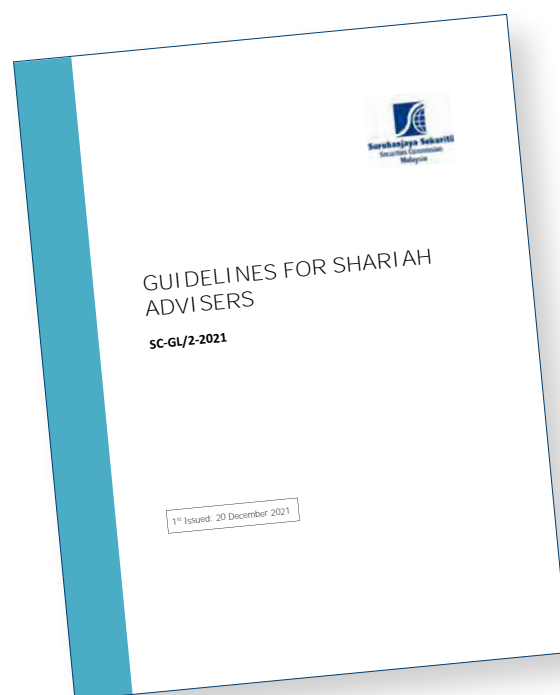 Suruhanjaya Sekuriti
Securities Commission
Malaysia
GUIDELINES FOR SHARIAH
ADVISERS
SC-GL/2-2021
1st Issued: 20 December 2021